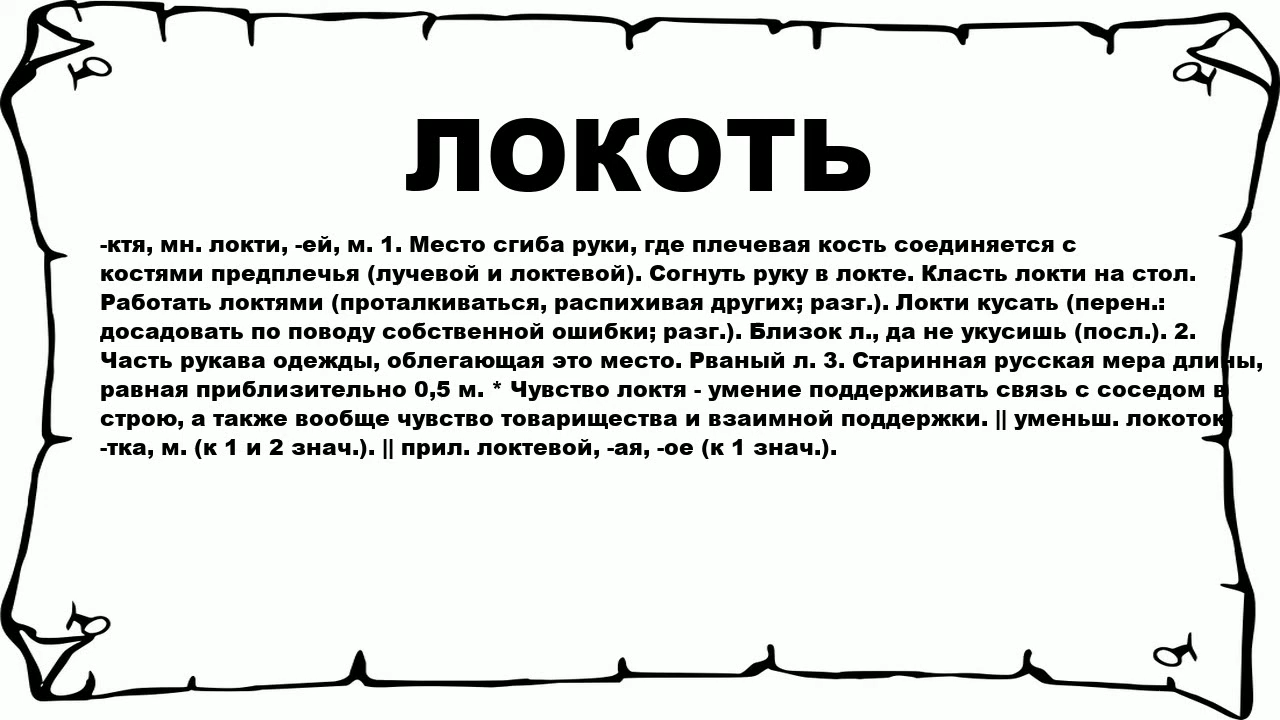 ЛОКОТЬ
-ктя, мн. локти, -ей, м. 1. Место сгиба руки, где плечевая кость соединяется с
костями предплечья (лучевой и локтевой). Согнуть руку в локте. Класть локти на стол.
Работать локтями (проталкиваться, распихивая других; разг.). Локти кусать (перен.:
досадовать по поводу собственной ошибки; разг.). Близок л., да не укусишь (посл.). 2.
Часть рукава одежды, облегающая это место. Рваный л. 3. Старинная русская мера длины,
равная приблизительно 0,5 м. * Чувство локтя - умение поддерживать связь с соседом в
строю, а также вообще чувство товарищества и взаимной поддержки. || уменьш. локоток,
-тка, м. (к 1 и 2 знач.). || прил. локтевой, -ая, -ое (к 1 знач.).